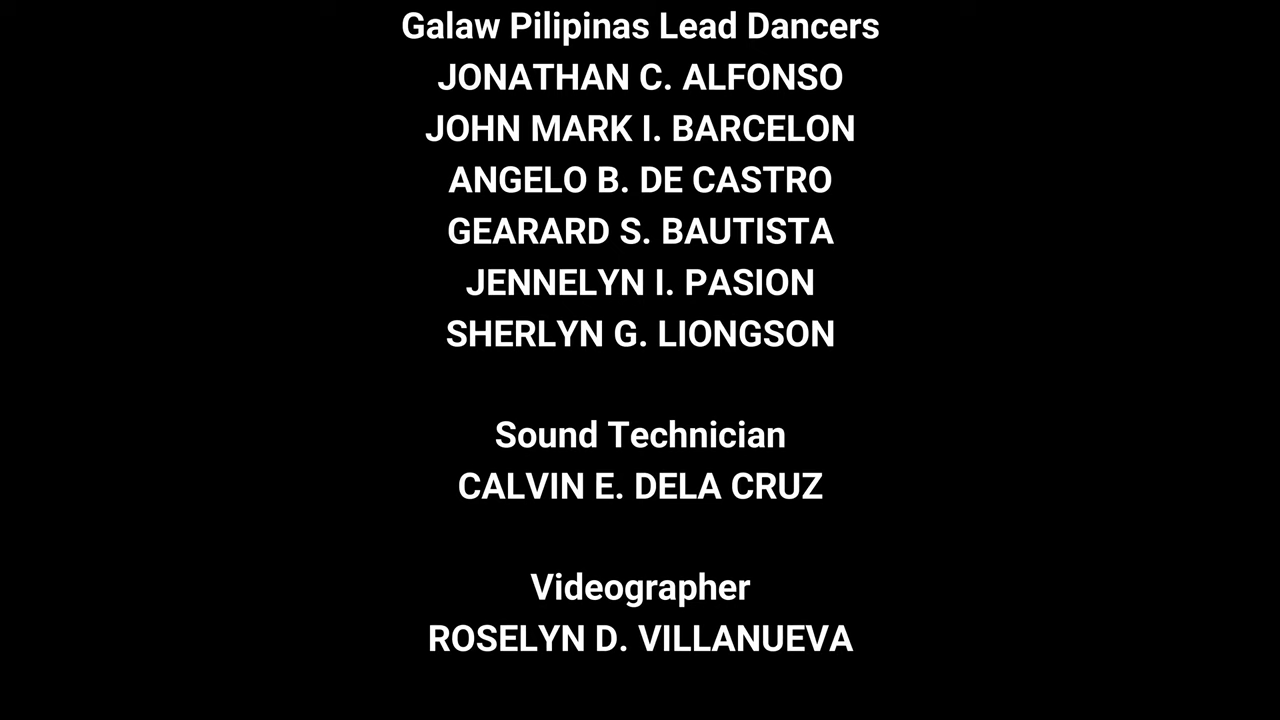 Galaw Pilipinas Lead Dancers
JONATHAN C. ALFONSO
JOHN MARK I. BARCELON
ANGELO B. DE CASTRO
GEARARD S. BAUTISTA
JENNELYN I. PASION
SHERLYN G. LIONGSON
Sound Technician
CALVIN E. DELA CRUZ
Videographer
ROSELYN D. VILLANUEVA